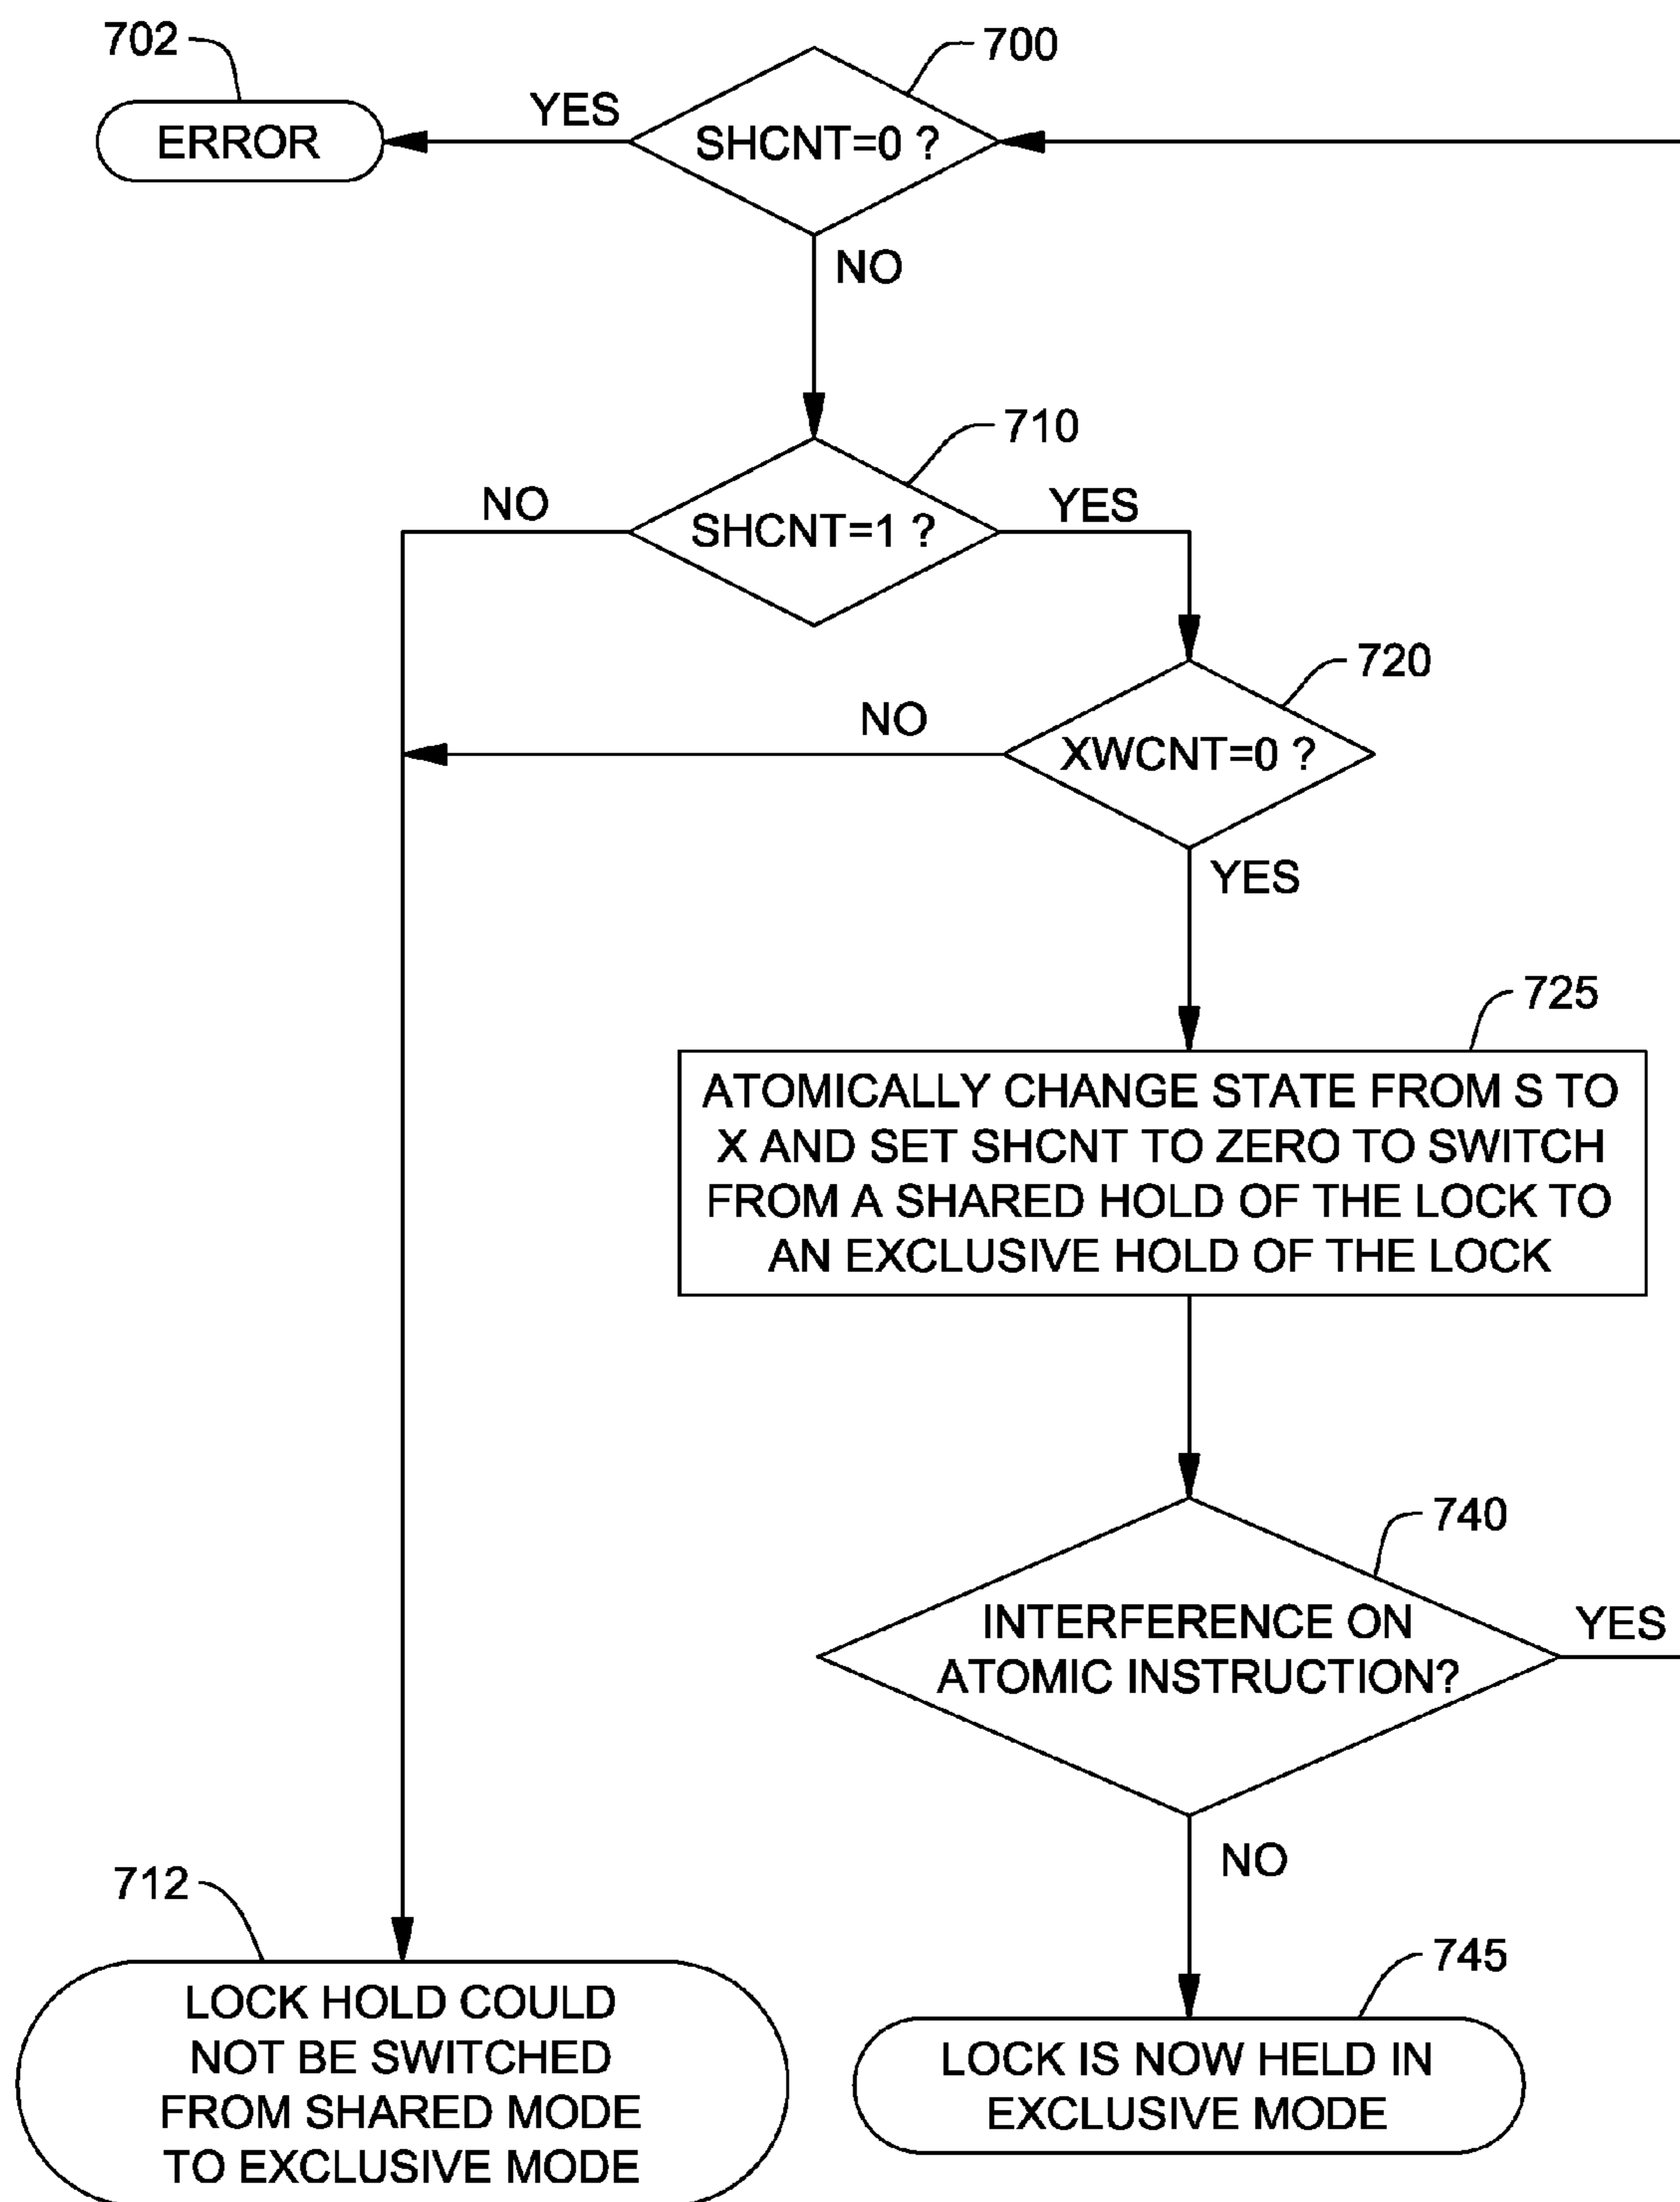 702
700
YES
ERROR
SHCNT=0 ?
NO
710
NO
YES
SHCNT=1 ?
720
NO
XWCNT=0 ?
YES
725
ATOMICALLY CHANGE STATE FROM S TO
X AND SET SHCNT TO ZERO TO SWITCH
FROM A SHARED HOLD OF THE LOCK TO
AN EXCLUSIVE HOLD OF THE LOCK
740
INTERFERENCE ON
ATOMIC INSTRUCTION?
YES
NO
712
745
LOCK HOLD COULD
NOT BE SWITCHED
FROM SHARED MODE
TO EXCLUSIVE MODE
LOCK IS NOW HELD IN
EXCLUSIVE MODE